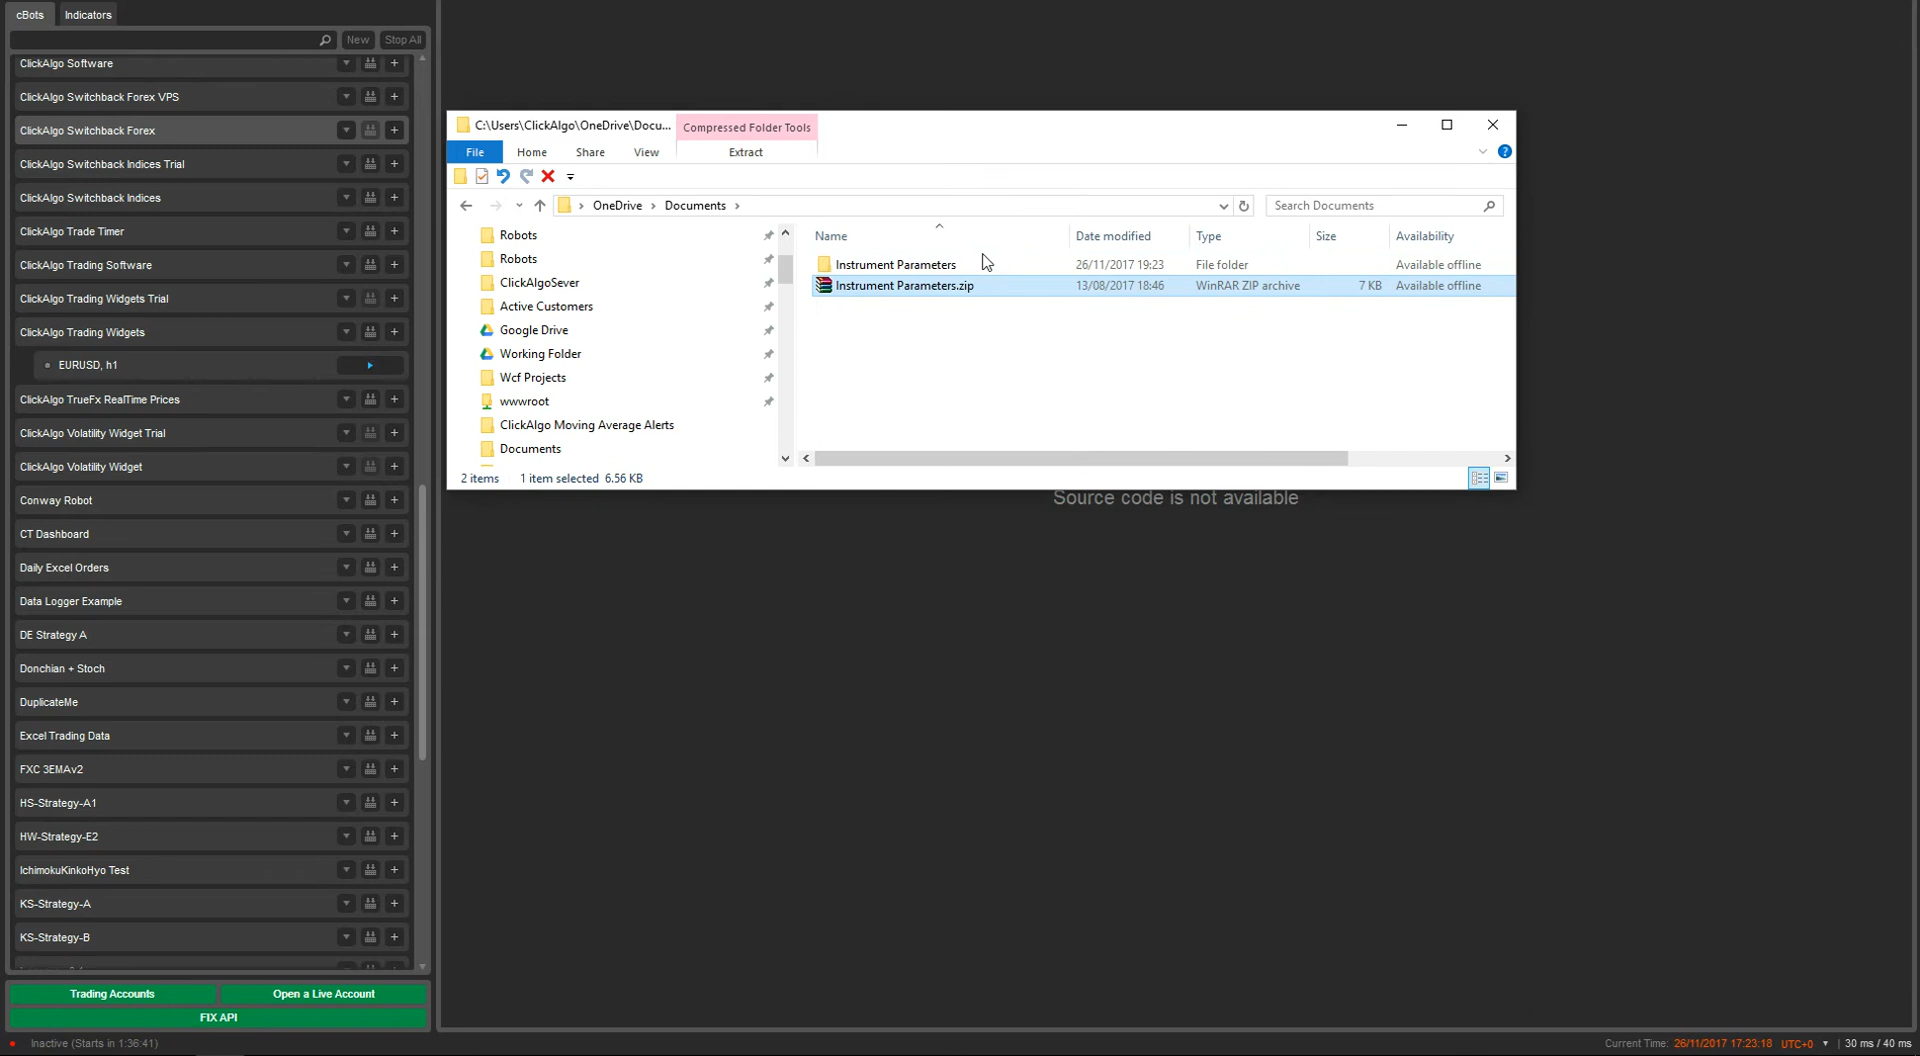 cBots Indicators
New Stop All
ClickAlgo Software
ClickAlgo Switchback Forex VPS
ClickAlgo Switchback Forex
ClickAlgo Switchback Indices Trial
ClickAlgo Switchback Indices
ClickAlgo Trade Timer
ClickAlgo Trading Software
ClickAlgo Trading Widgets Trial
ClickAlgo Trading Widgets
EURUSD, h1
ClickAlgo TrueFx RealTime Prices
ClickAlgo Volatility Widget Trial
ClickAlgo Volatility Widget
Conway Robot
CT Dashboard
Daily Excel Orders
Data Logger Example
DE Strategy A
Donchian + Stoch
DuplicateMe
Excel Trading Data
FXC 3EMAv2
HS-Strategy-A1
HW-Strategy-E2
IchimokuKinkoHyo Test
KS-Strategy-A
KS-Strategy-B
Trading Accounts Open a Live Account
FIX API
Inactive (Starts in 1:36:41)
C:\Users\ClickAlgo\OneDrive\Docu... Compressed Folder Tools
File Home Share View Extract
OneDrive Documents Search Documents
Robots
Robots
ClickAlgoSever
Active Customers
Google Drive
Working Folder
Wcf Projects
wwwroot
ClickAlgo Moving Average Alerts
Documents
Name Date modified Type Size Availability
Instrument Parameters 26/11/2017 19:23 File folder Available offline
Instrument Parameters.zip 13/08/2017 18:46 WinRAR ZIP archive 7 KB Available offline
2 items 1 item selected 6.56 KB
Source code is not available
Current Time: 26/11/2017 17:23:18 UTC+0 | 30 ms / 40 ms